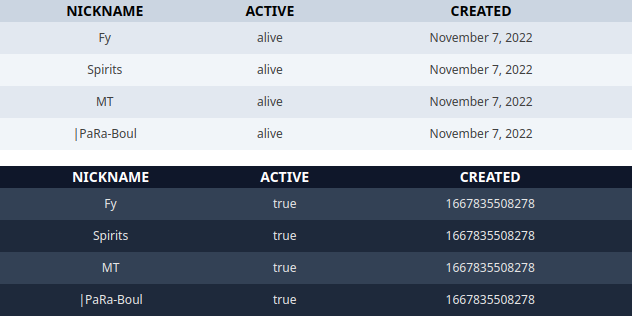 NICKNAME ACTIVE CREATED
Fy alive November 7, 2022
Spirits alive November 7, 2022
MT alive November 7, 2022
|PaRa-Boul alive November 7, 2022
NICKNAME ACTIVE CREATED
Fy true 1667835508278
Spirits true 1667835508278
MT true 1667835508278
|PaRa-Boul true 1667835508278